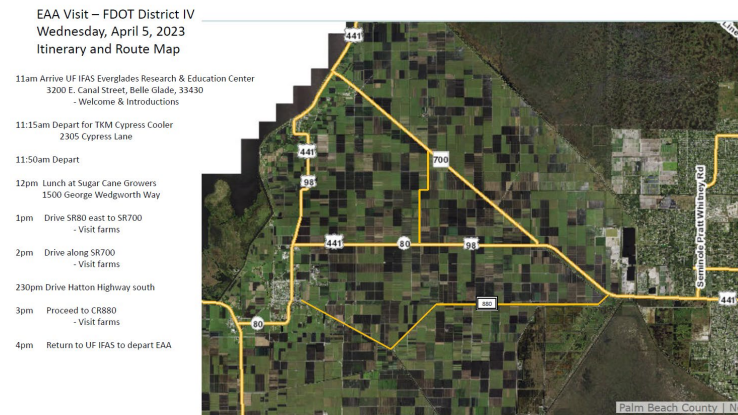 EAA Visit – FDOT District IV
Wednesday, April 5, 2023
Itinerary and Route Map
11am Arrive UF IFAS Everglades Research & Education Center
3200 E. Canal Street, Belle Glade, 33430
- Welcome & Introductions
11:15am Depart for TKM Cypress Cooler
2305 Cypress Lane
11:50am Depart
12pm Lunch at Sugar Cane Growers
1500 George Wedgworth Way
1pm Drive SR80 east to SR700
- Visit farms
2pm Drive along SR700
- Visit farms
230pm Drive Hatton Highway south
3pm Proceed to CR880
- Visit farms
4pm Return to UF IFAS to depart EAA
441
441
98
700
441
80
98
880
80
441
Seminole Pratt Whitney Rd
Line
Palm Beach County | N